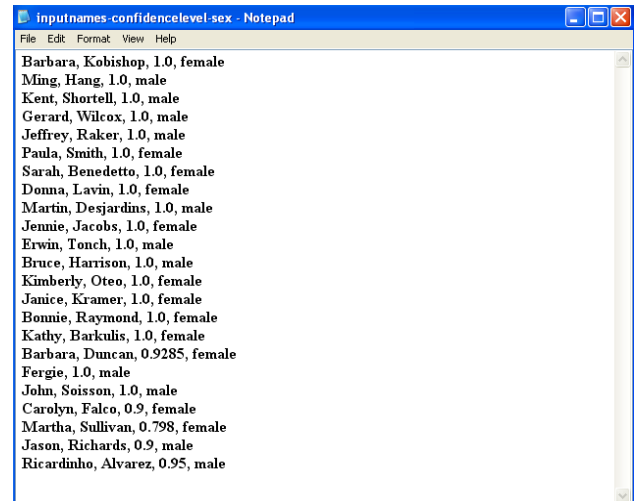 inputnames-confidencelevel-sex - Notepad
File Edit Format View Help
Barbara, Kobishop, 1.0, female
Ming, Hang, 1.0, male
Kent, Shortell, 1.0, male
Gerard, Wilcox, 1.0, male
Jeffrey, Raker, 1.0, male
Paula, Smith, 1.0, female
Sarah, Benedetto, 1.0, female
Donna, Lavin, 1.0, female
Martin, Desjardins, 1.0, male
Jennie, Jacobs, 1.0, female
Erwin, Tonch, 1.0, male
Bruce, Harrison, 1.0, male
Kimberly, Oteo, 1.0, female
Janice, Kramer, 1.0, female
Bonnie, Raymond, 1.0, female
Kathy, Barkulis, 1.0, female
Barbara, Duncan, 0.9285, female
Fergie, 1.0, male
John, Soisson, 1.0, male
Carolyn, Falco, 0.9, female
Martha, Sullivan, 0.798, female
Jason, Richards, 0.9, male
Ricardinho, Alvarez, 0.95, male